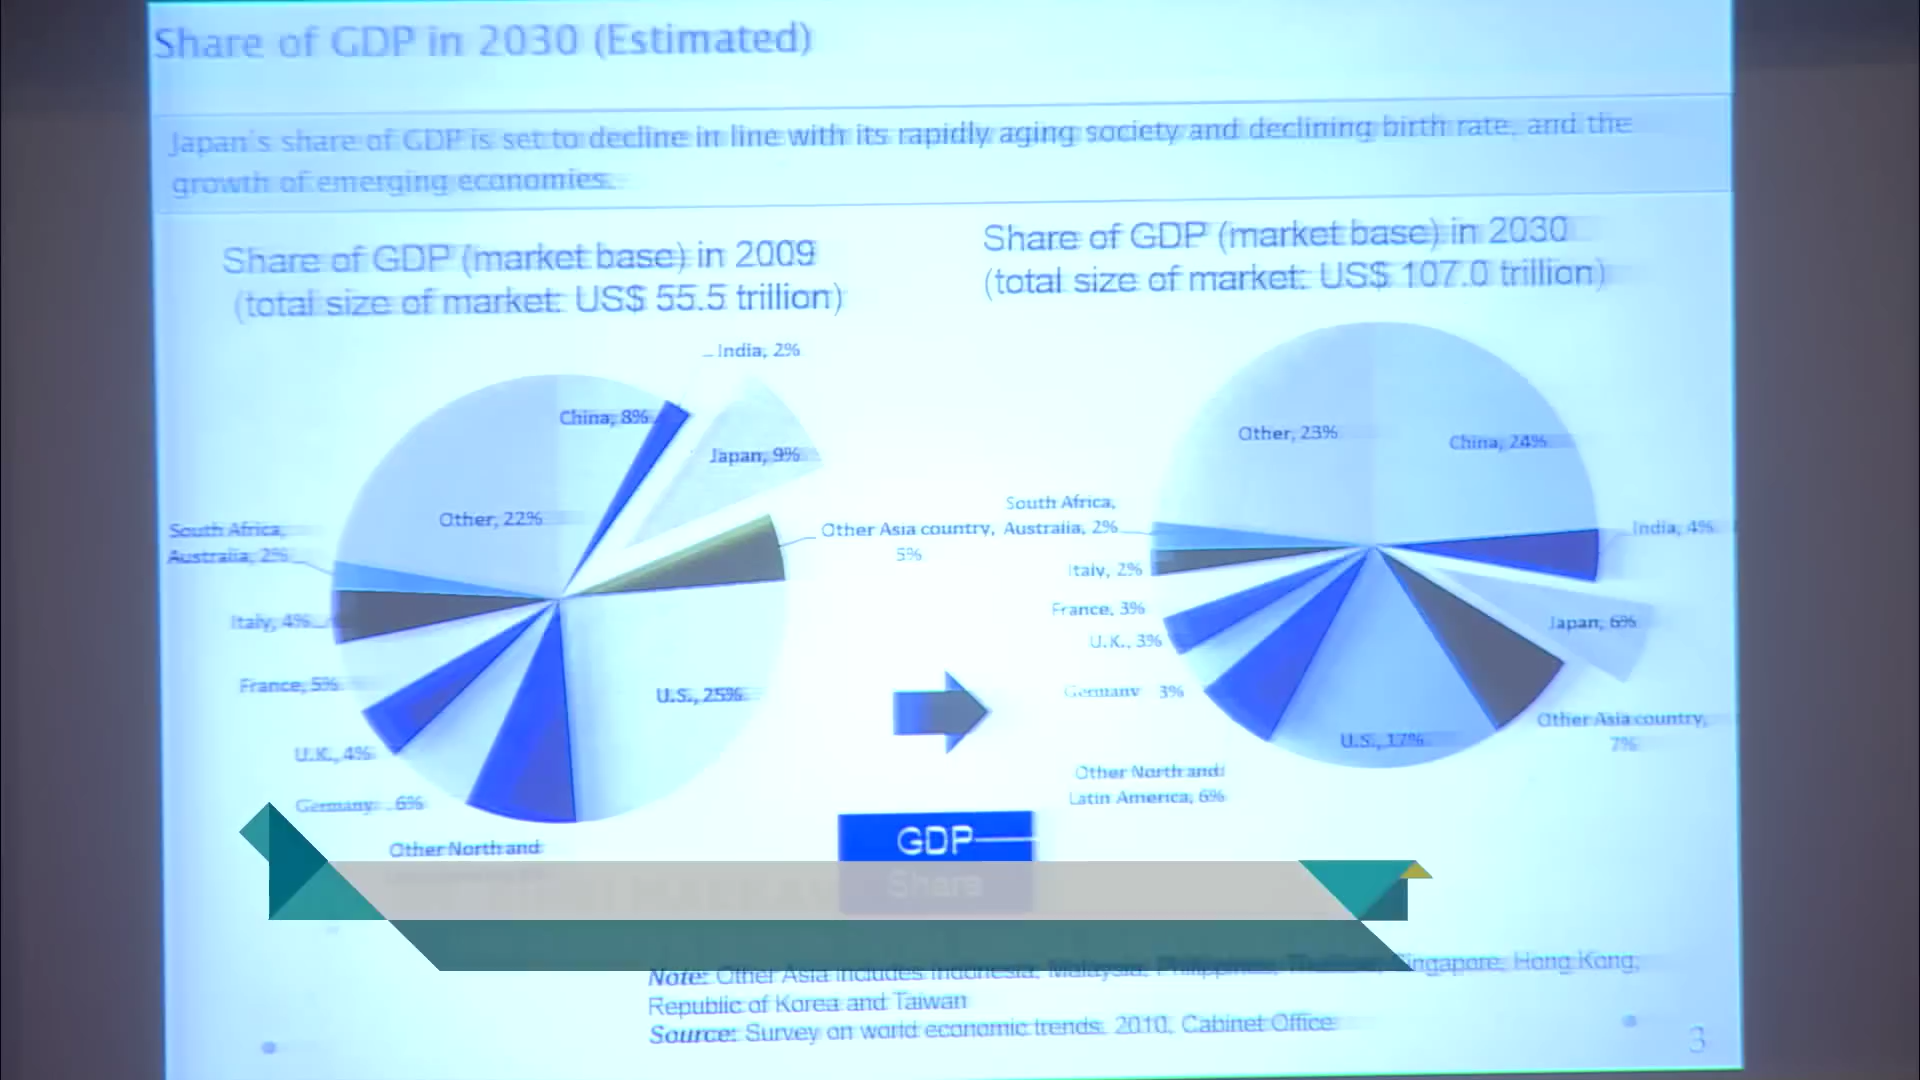 Share of GDP in 2030 (Estimated)
Japan's share of GDP is set to decline in line with its rapidly aging society and declining birth rate, and the
growth of emerging economies.
Share of GDP (market base) in 2009
(total size of market: US$ 55.5 trillion)
India, 2%
China, 8%
Japan, 9%
Other, 22%
South Africa,
Australia, 2%
Other Asia country,
5%
Italy, 4%
France, 5%
U.S., 25%
U.K., 4%
Germany, 6%
Other North and
Share of GDP (market base) in 2030
(total size of market: US$ 107.0 trillion)
Other, 23%
China, 24%
South Africa,
Australia, 2%
India, 4%
Italy, 2%
France, 3%
Japan, 6%
U.K., 3%
Germany 3%
Other Asia country,
7%
U.S., 17%
Other North and
Latin America, 6%
GDP
Share
Note: Other Asia includes Indonesia, Malaysia, Philippines, Thailand, Singapore, Hong Kong,
Republic of Korea and Taiwan
Source: Survey on world economic trends. 2010, Cabinet Office
3